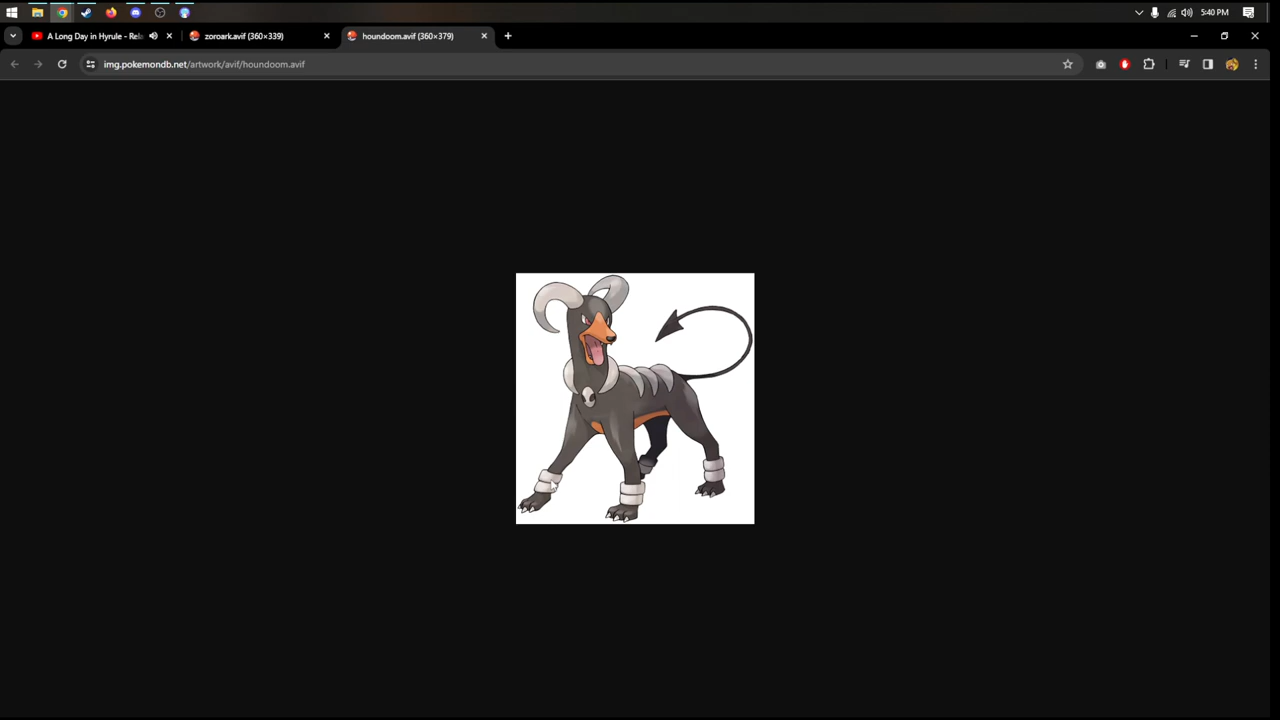 5:40 PM
A Long Day in Hyrule - Rela
zoroark.avif (360×339)
houndoom.avif (360×379)
img.pokemondb.net/artwork/avif/houndoom.avif